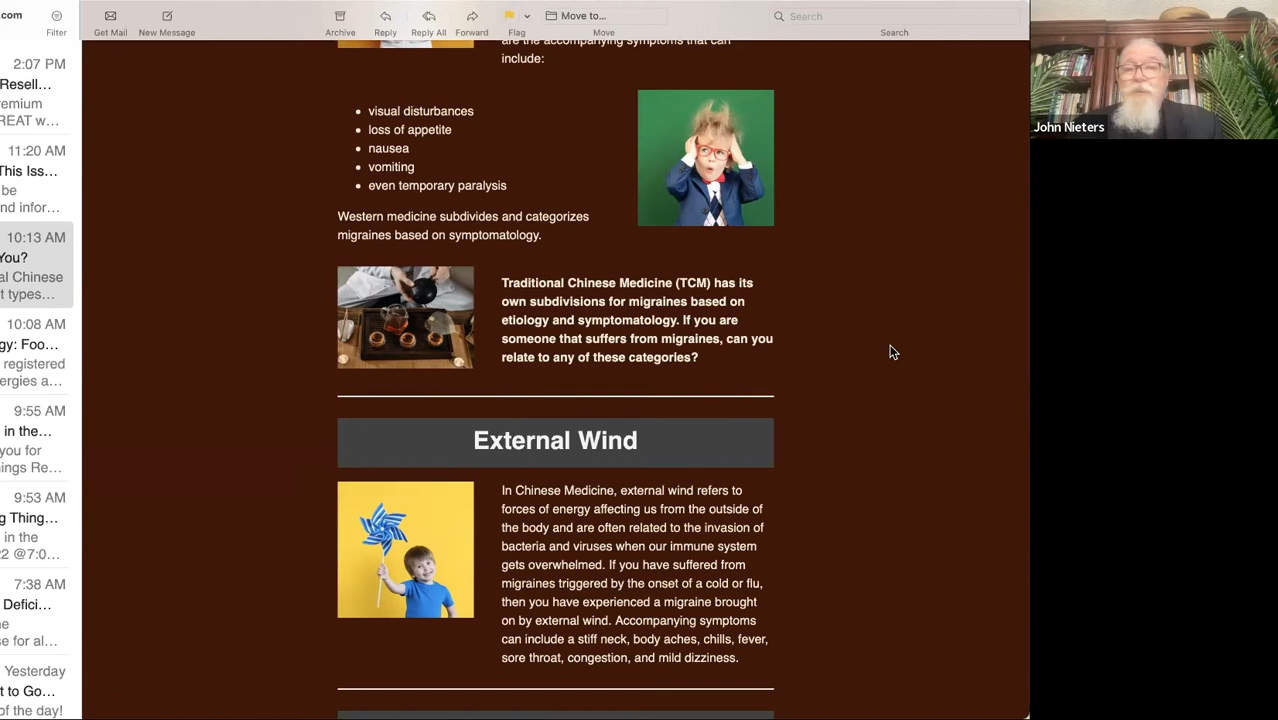 .com
Filter
Get Mail
New Message
Archive
Reply
Reply All
Forward
Flag
Move to...
Move
Search
Search
2:07 PM
Resell...
remium
REAT w...
11:20 AM
This Iss...
be
nd infor...
10:13 AM
You?
al Chinese
t types...
10:08 AM
gy: Foo...
registered
ergies a...
9:55 AM
in the...
you for
nings Re...
9:53 AM
g Thing...
in the
22 @7:0...
7:38 AM
Defici...
ne
se for al...
Yesterday
t to Go...
of the day!
are the accompanying symptoms that can
include:
• visual disturbances
• loss of appetite
• nausea
• vomiting
• even temporary paralysis
Western medicine subdivides and categorizes
migraines based on symptomatology.
Traditional Chinese Medicine (TCM) has its
own subdivisions for migraines based on
etiology and symptomatology. If you are
someone that suffers from migraines, can you
relate to any of these categories?
External Wind
In Chinese Medicine, external wind refers to
forces of energy affecting us from the outside of
the body and are often related to the invasion of
bacteria and viruses when our immune system
gets overwhelmed. If you have suffered from
migraines triggered by the onset of a cold or flu,
then you have experienced a migraine brought
on by external wind. Accompanying symptoms
can include a stiff neck, body aches, chills, fever,
sore throat, congestion, and mild dizziness.
John Nieters